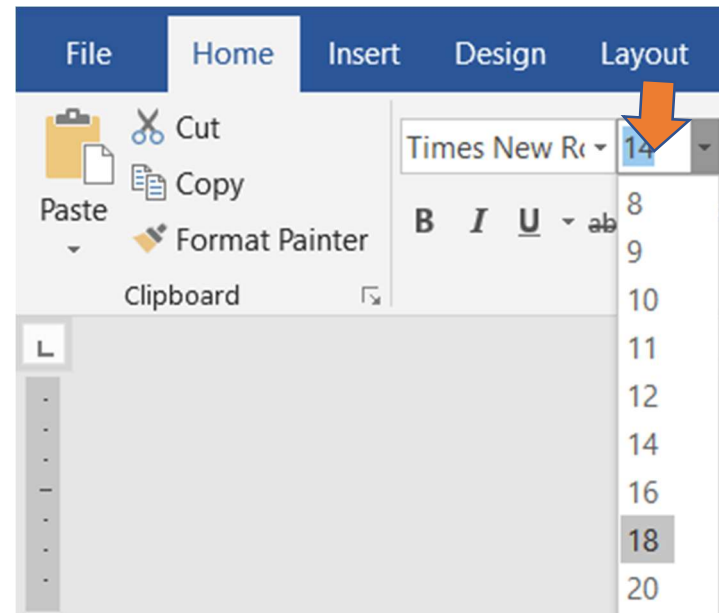 File Home Insert Design Layout
Cut
Times New Ro 14
Copy
Paste
B I U ab
Format Painter
Clipboard
8
9
10
11
12
14
16
18
20